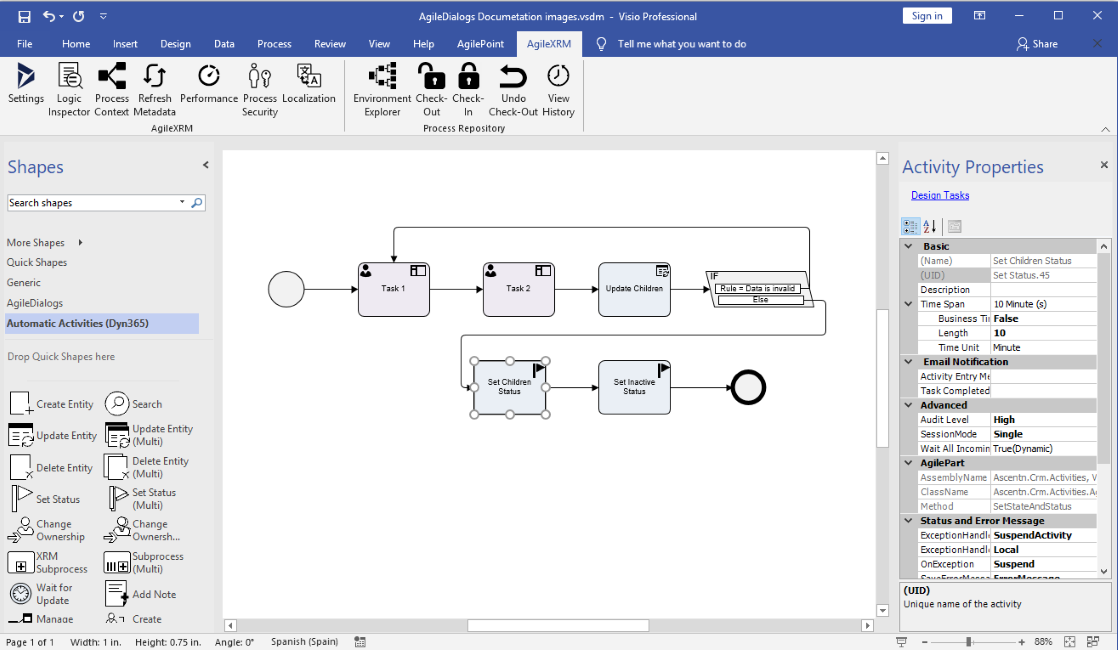 AgileDialogs Documetation images.vsdm - Visio Professional
Sign in
File Home Insert Design Data Process Review View Help AgilePoint AgileXRM Tell me what you want to do Share
Settings Logic Inspector Process Context Refresh Metadata Performance Process Security Localization
AgileXRM
Environment Explorer Check-Out Check-In Undo Check-Out View History
Process Repository
Shapes
Search shapes
More Shapes
Quick Shapes
Generic
AgileDialogs
Automatic Activities (Dyn365)
Drop Quick Shapes here
Create Entity Search
Update Entity Update Entity (Multi)
Delete Entity Delete Entity (Multi)
Set Status Set Status (Multi)
Change Ownership Change Ownersh...
XRM Subprocess Subprocess (Multi)
Wait for Update Add Note
Manage Create
Task 1
Task 2
Update Children
IF
Rule = Data is invalid
Else
Set Children
Status
Set Inactive
Status
Activity Properties
Design Tasks
Basic
(Name) Set Children Status
(UID) Set Status.45
Description
Time Span 10 Minute (s)
Business Ti False
Length 10
Time Unit Minute
Email Notification
Activity Entry Me
Task Completed
Advanced
Audit Level High
SessionMode Single
Wait All Incomin True(Dynamic)
AgilePart
AssemblyName Ascentn.Crm.Activities, V
ClassName Ascentn.Crm.Activities.A
Method SetStateAndStatus
Status and Error Message
ExceptionHandl SuspendActivity
ExceptionHandl Local
OnException Suspend
SaveErrorMessa ErrorMessage
(UID)
Unique name of the activity
Page 1 of 1 Width: 1 in. Height: 0.75 in. Angle: 0° Spanish (Spain) 88%